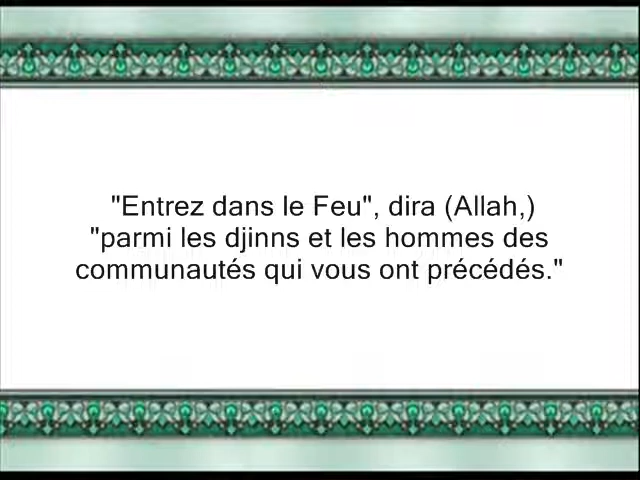 "Entrez dans le Feu", dira (Allah,)
"parmi les djinns et les hommes des
communautés qui vous ont précédés."